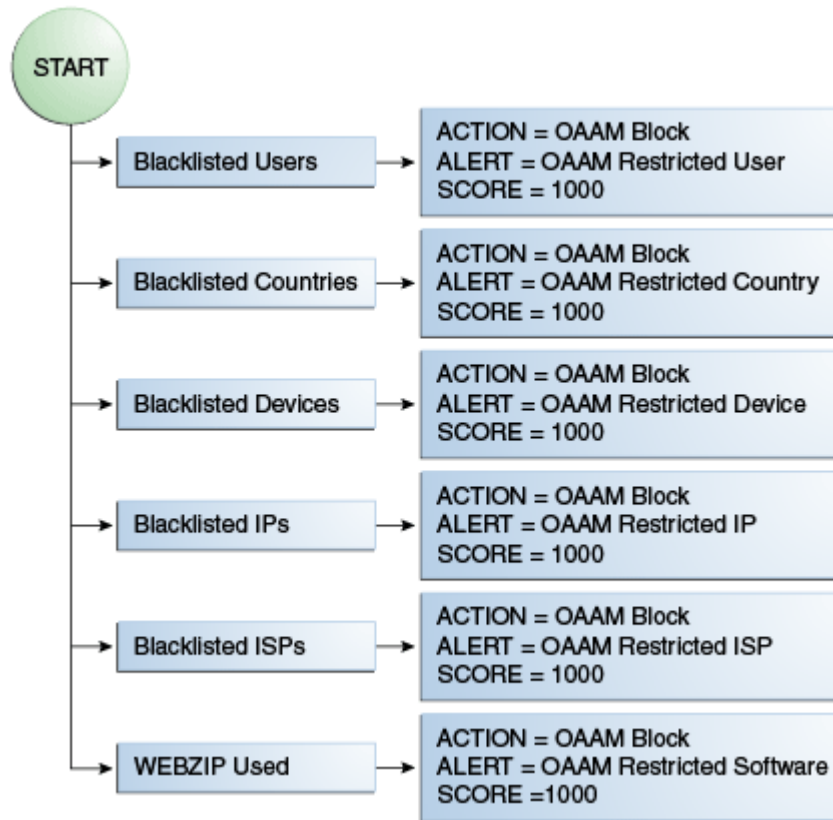 START
Blacklisted Users
ACTION = OAAM Block
ALERT = OAAM Restricted User
SCORE = 1000
Blacklisted Countries
ACTION = OAAM Block
ALERT = OAAM Restricted Country
SCORE = 1000
Blacklisted Devices
ACTION = OAAM Block
ALERT = OAAM Restricted Device
SCORE = 1000
Blacklisted IPs
ACTION = OAAM Block
ALERT = OAAM Restricted IP
SCORE = 1000
Blacklisted ISPs
ACTION = OAAM Block
ALERT = OAAM Restricted ISP
SCORE = 1000
WEBZIP Used
ACTION = OAAM Block
ALERT = OAAM Restricted Software
SCORE =1000